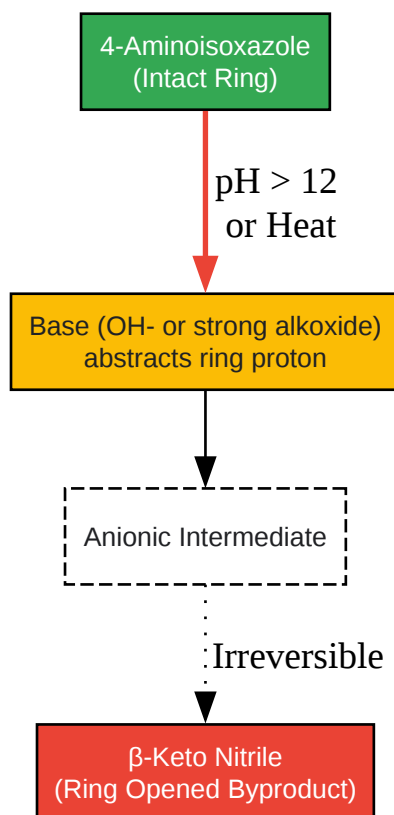 4-Aminoisoxazole
(Intact Ring)
pH > 12
or Heat
Base (OH- or strong alkoxide)
abstracts ring proton
Anionic Intermediate
Irreversible
β-Keto Nitrile
(Ring Opened Byproduct)